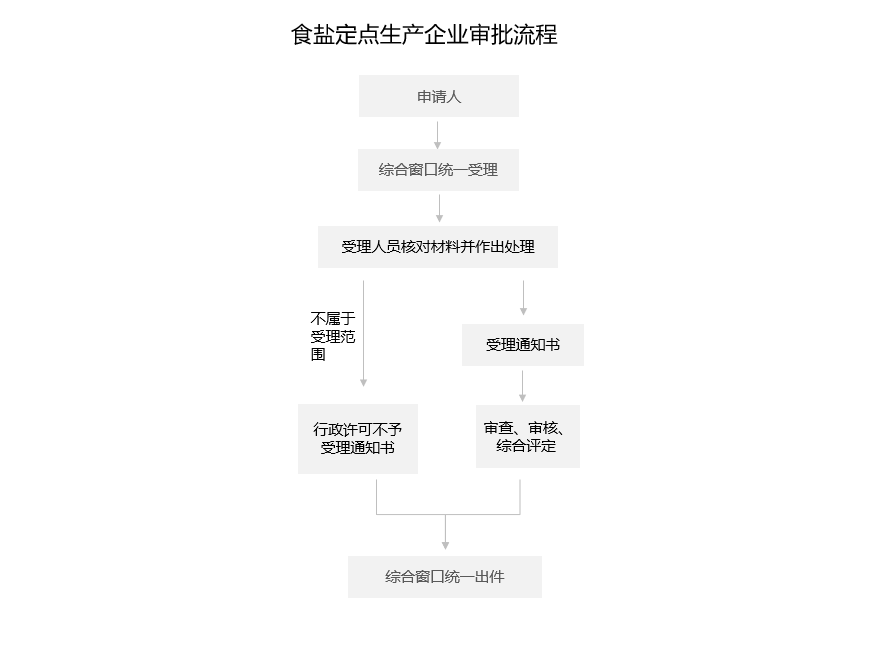 食盐定点生产企业审批流程
申请人
综合窗口统一受理
受理人员核对材料并作出处理
不属于
受理范
围
受理通知书
行政许可不予
受理通知书
审查、审核、
综合评定
综合窗口统一出件